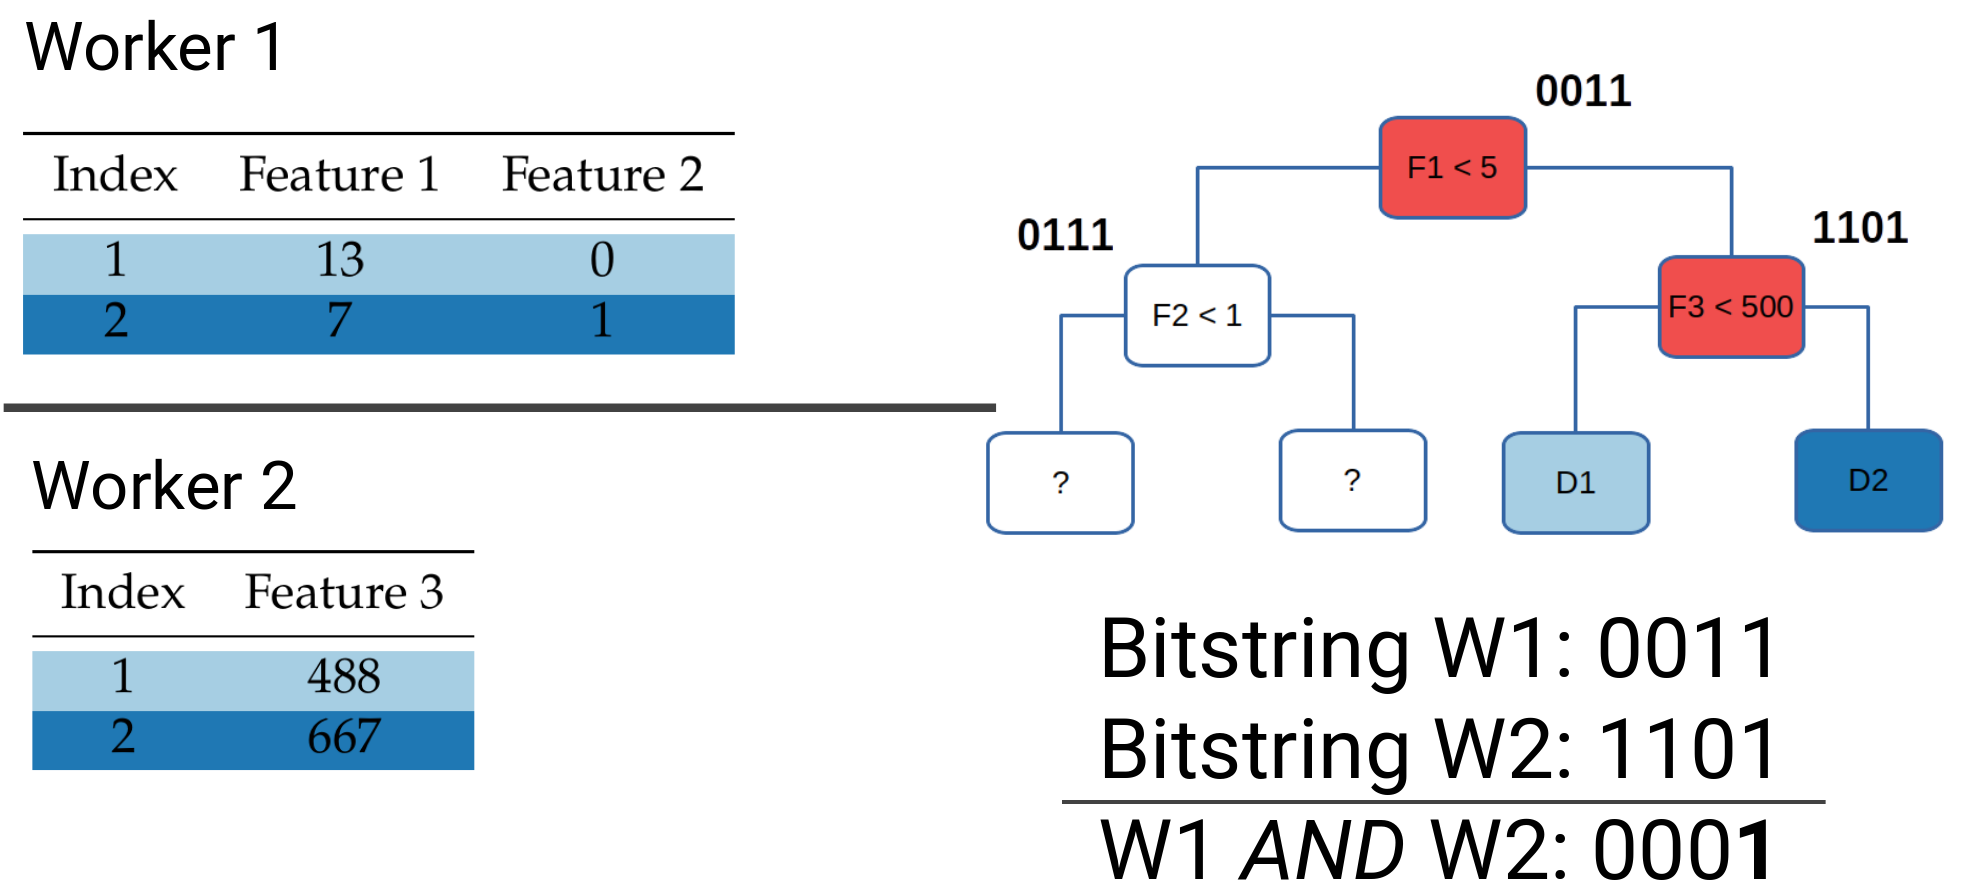 Worker 1
Index Feature 1 Feature 2
1 13 0
2 7 1
Worker 2
Index Feature 3
1 488
2 667
0011
F1 < 5
0111
1101
F2 < 1
F3 < 500
?
?
D1
D2
Bitstring W1: 0011
Bitstring W2: 1101
W1 AND W2: 0001